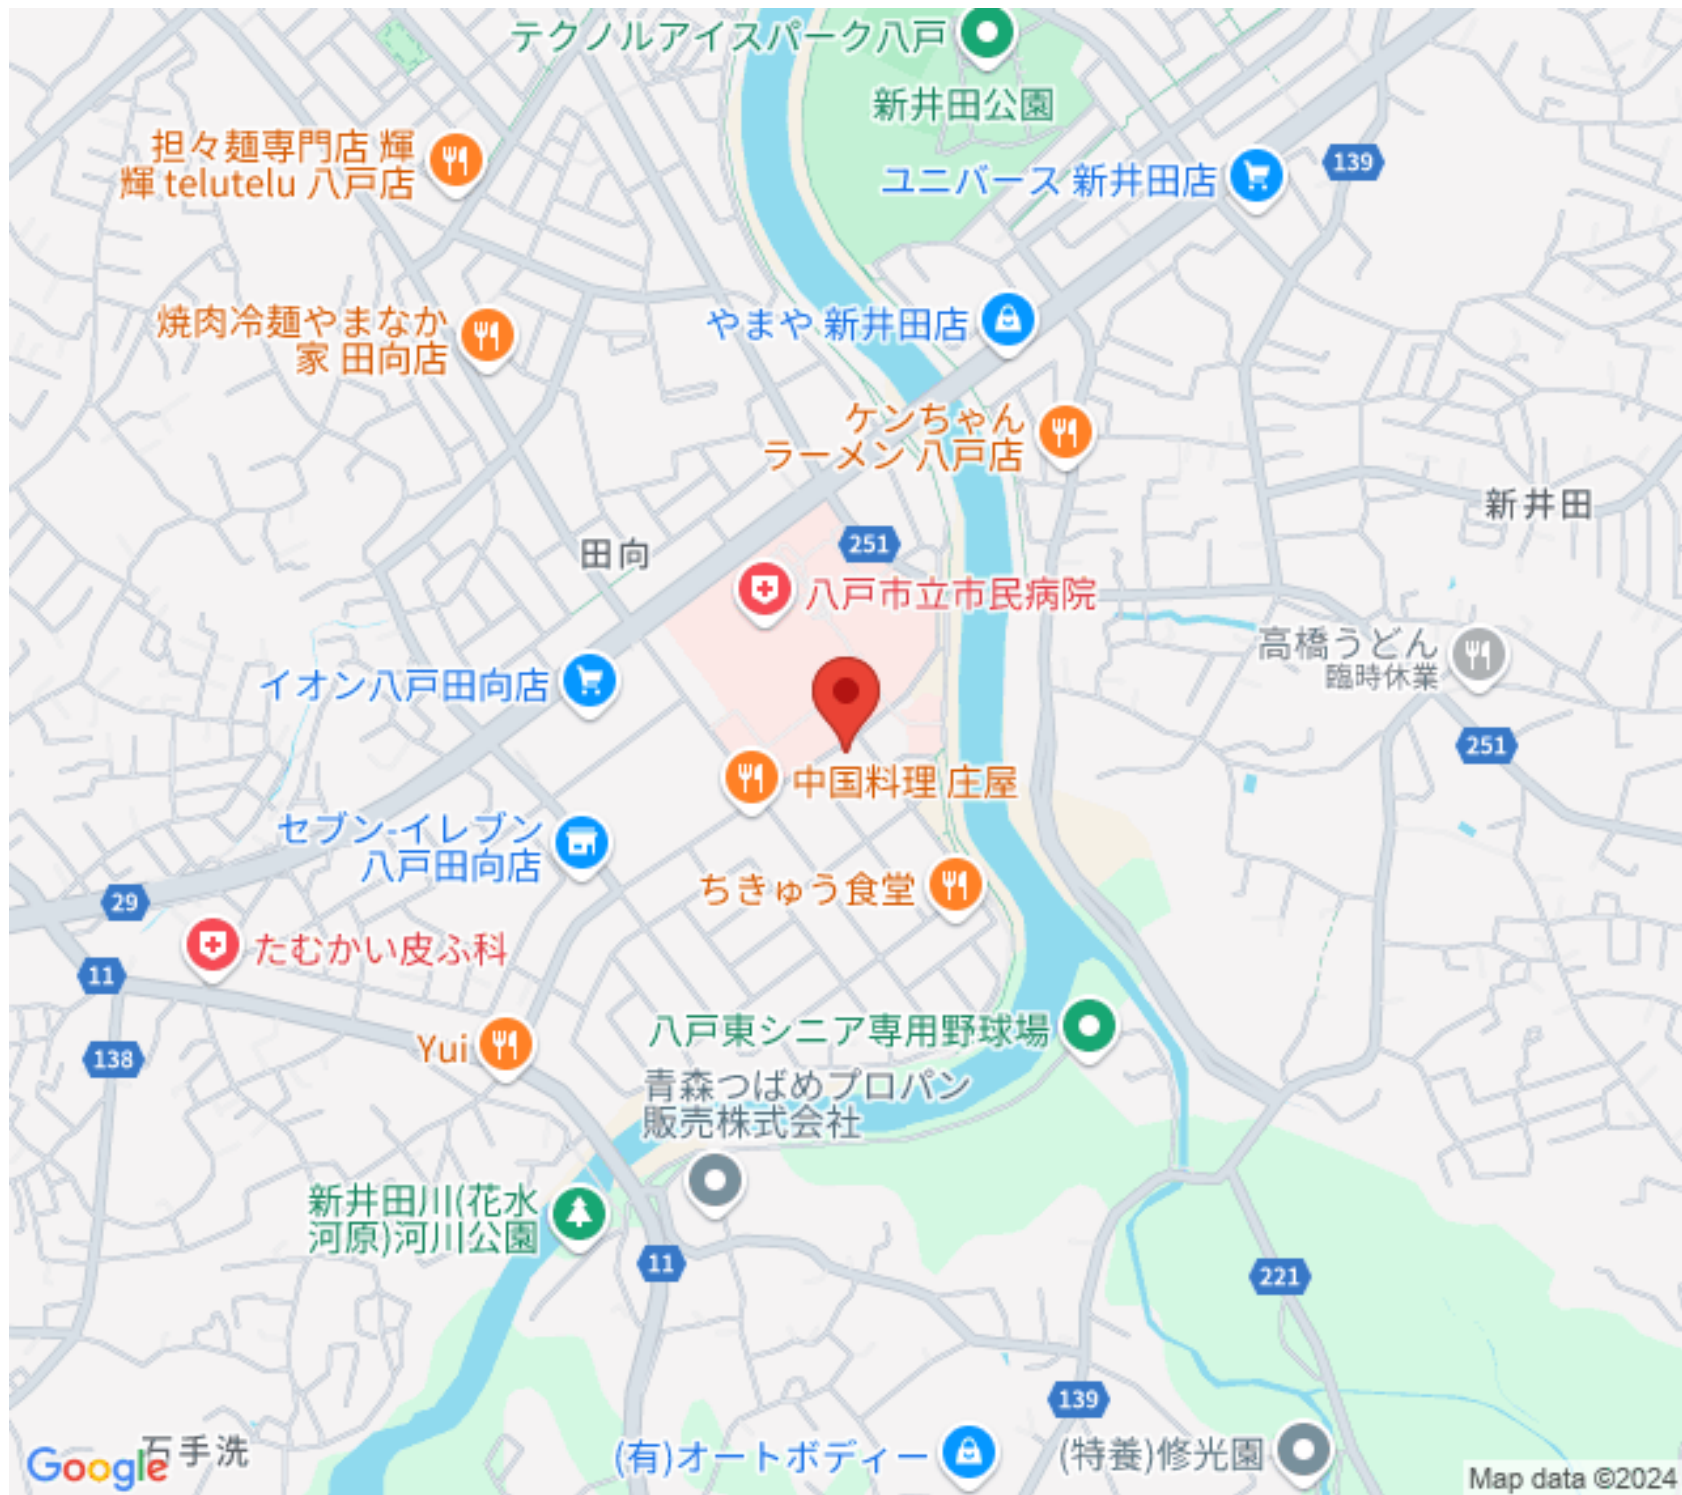 テクノルアイスパーク八戸
新井田公園
担々麺専門店 輝
輝 telutelu 八戸店
ユニバース 新井田店
139
焼肉冷麺やまなか
家 田向店
やまや 新井田店
ケンちゃん
ラーメン 八戸店
新井田
田向
251
八戸市立市民病院
高橋うどん
臨時休業
イオン八戸田向店
251
中国料理 庄屋
セブン-イレブン
八戸田向店
ちきゅう食堂
29
たむかい皮ふ科
11
八戸東シニア専用野球場
Yui
138
青森つばめプロパン
販売株式会社
新井田川(花水
河原)河川公園
11
221
139
石手洗
(有)オートボディー
(特養)修光園
Google
Map data ©2024